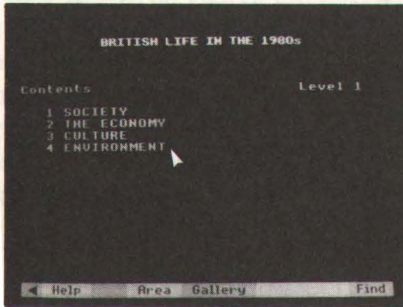 BRITISH LIFE IN THE 1980s
Contents Level 1
1 SOCIETY
2 THE ECONOMY
3 CULTURE
4 ENVIRONMENT
◄ Help Area Gallery Find